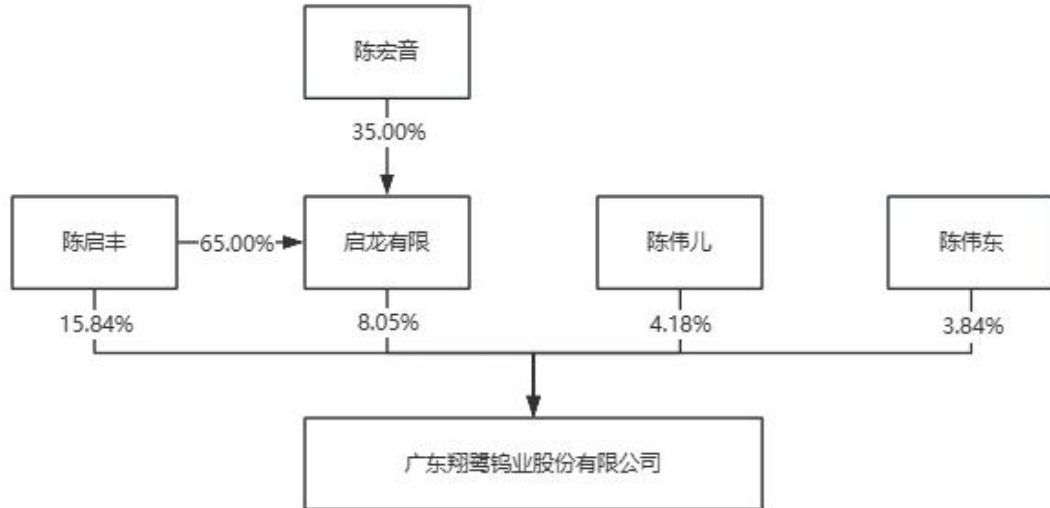 陈宏音
35.00%
陈启丰
65.00%
启龙有限
陈伟儿
陈伟东
15.84%
8.05%
4.18%
3.84%
广东翔鹭钨业股份有限公司